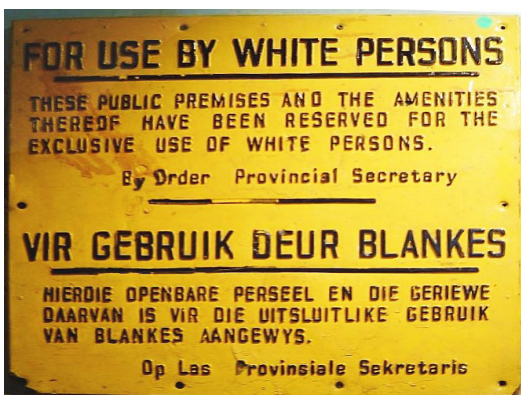 FOR USE BY WHITE PERSONS
THESE PUBLIC PREMISES AND THE AMENITIES
THEREOF HAVE BEEN RESERVED FOR THE
EXCLUSIVE USE OF WHITE PERSONS.
By Order Provincial Secretary
VIR GEBRUIK DEUR BLANKES
HIERDIE OPENBARE PERSEEL EN DIE GERIEWE
DAARVAN IS VIR DIE UITSLUITLIKE GEBRUIK
VAN BLANKES AANGEWYS.
Op Las Provinsiale Sekretaris